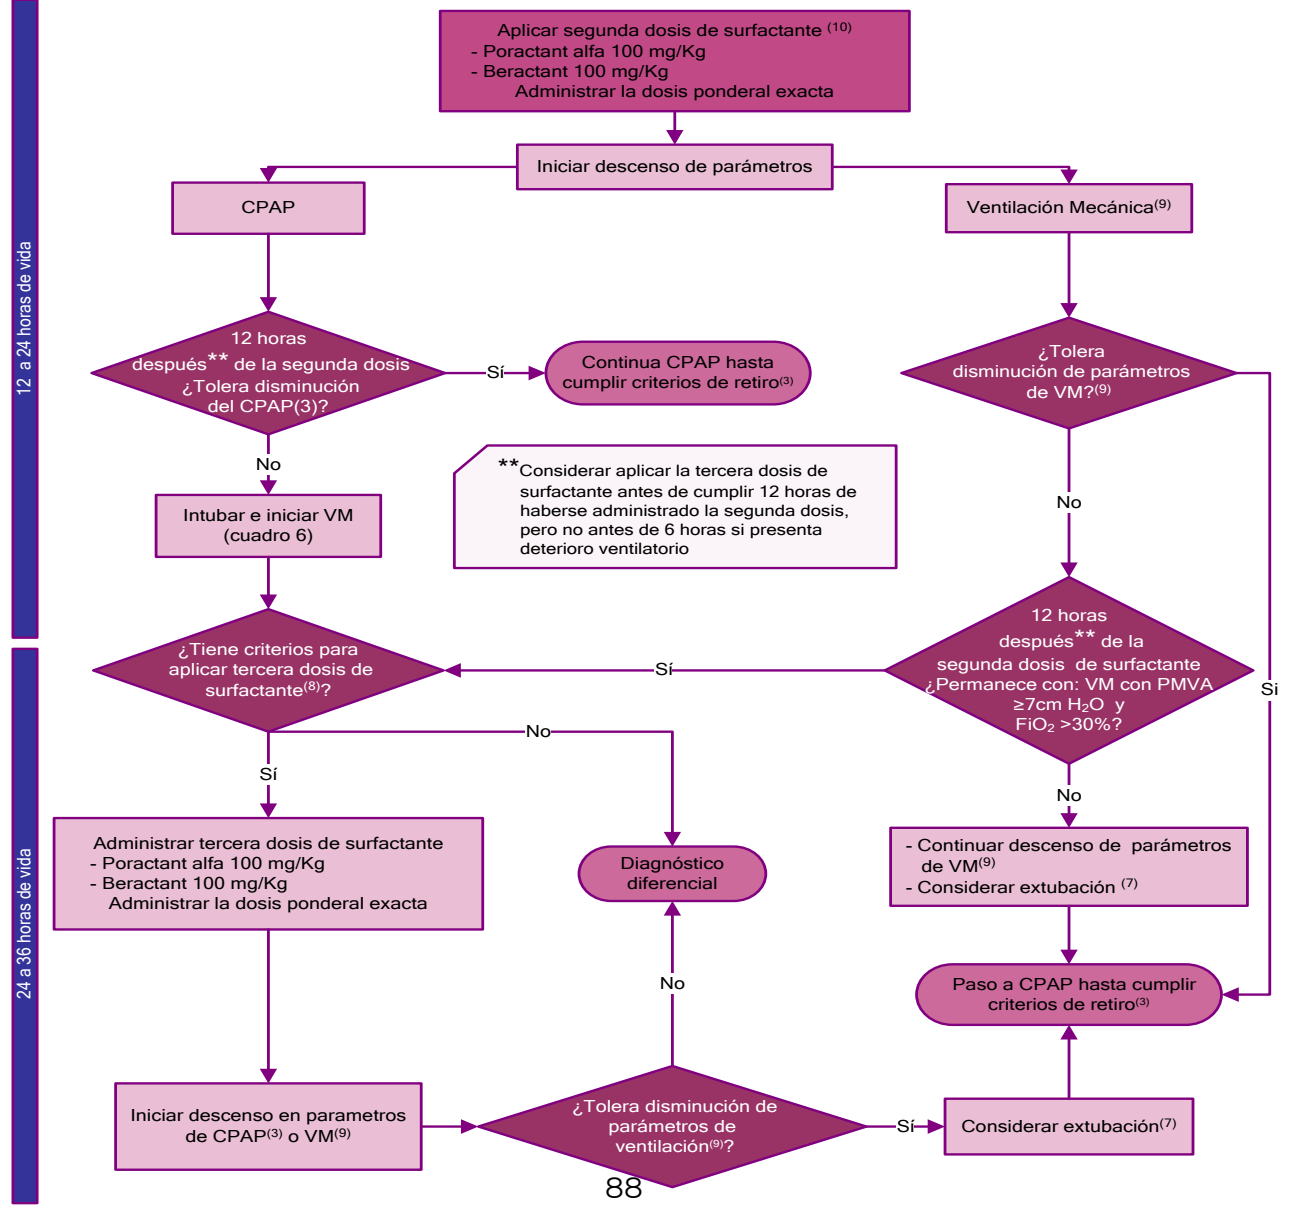 Aplicar segunda dosis de surfactante (10)
- Poractant alfa 100 mg/Kg
- Beractant 100 mg/Kg
Administrar la dosis ponderal exacta
Iniciar descenso de parámetros
CPAP
Ventilación Mecánica(9)
12 a 24 horas de vida
12 horas
después** de la segunda dosis
¿Tolera disminución
del CPAP(3)?
Sí
Continua CPAP hasta
cumplir criterios de retiro(3)
¿Tolera
disminución de parámetros
de VM?(9)
No
**Considerar aplicar la tercera dosis de
surfactante antes de cumplir 12 horas de
haberse administrado la segunda dosis,
pero no antes de 6 horas si presenta
deterioro ventilatorio
No
Intubar e iniciar VM
(cuadro 6)
¿Tiene criterios para
aplicar tercera dosis de
surfactante(8)?
Sí
12 horas
después** de la
segunda dosis de surfactante
¿Permanece con: VM con PMVA
≥7cm H2O y
FiO2 >30%?
Si
No
Sí
No
24 a 36 horas de vida
Administrar tercera dosis de surfactante
- Poractant alfa 100 mg/Kg
- Beractant 100 mg/Kg
Administrar la dosis ponderal exacta
Diagnóstico
diferencial
- Continuar descenso de parámetros
de VM(9)
- Considerar extubación (7)
No
Paso a CPAP hasta cumplir
criterios de retiro(3)
Iniciar descenso en parametros
de CPAP(3) o VM(9)
¿Tolera disminución de
parámetros de
ventilación(9)?
Sí
Considerar extubación(7)
88